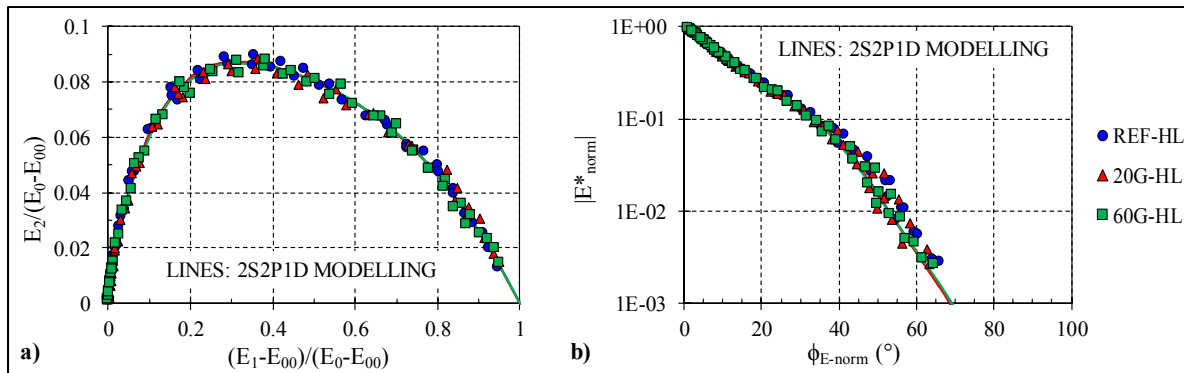 0.1
0.08
0.06
0.04
0.02
0
E₂/(E₀-E₀₀)
LINES: 2S2P1D MODELLING
0 0.2 0.4 0.6 0.8 1
(E₁-E₀₀)/(E₀-E₀₀)
a)
1E+00
1E-01
1E-02
1E-03
|E*norm|
LINES: 2S2P1D MODELLING
0 20 40 60 80 100
ϕE-norm (°)
b)
REF-HL
20G-HL
60G-HL